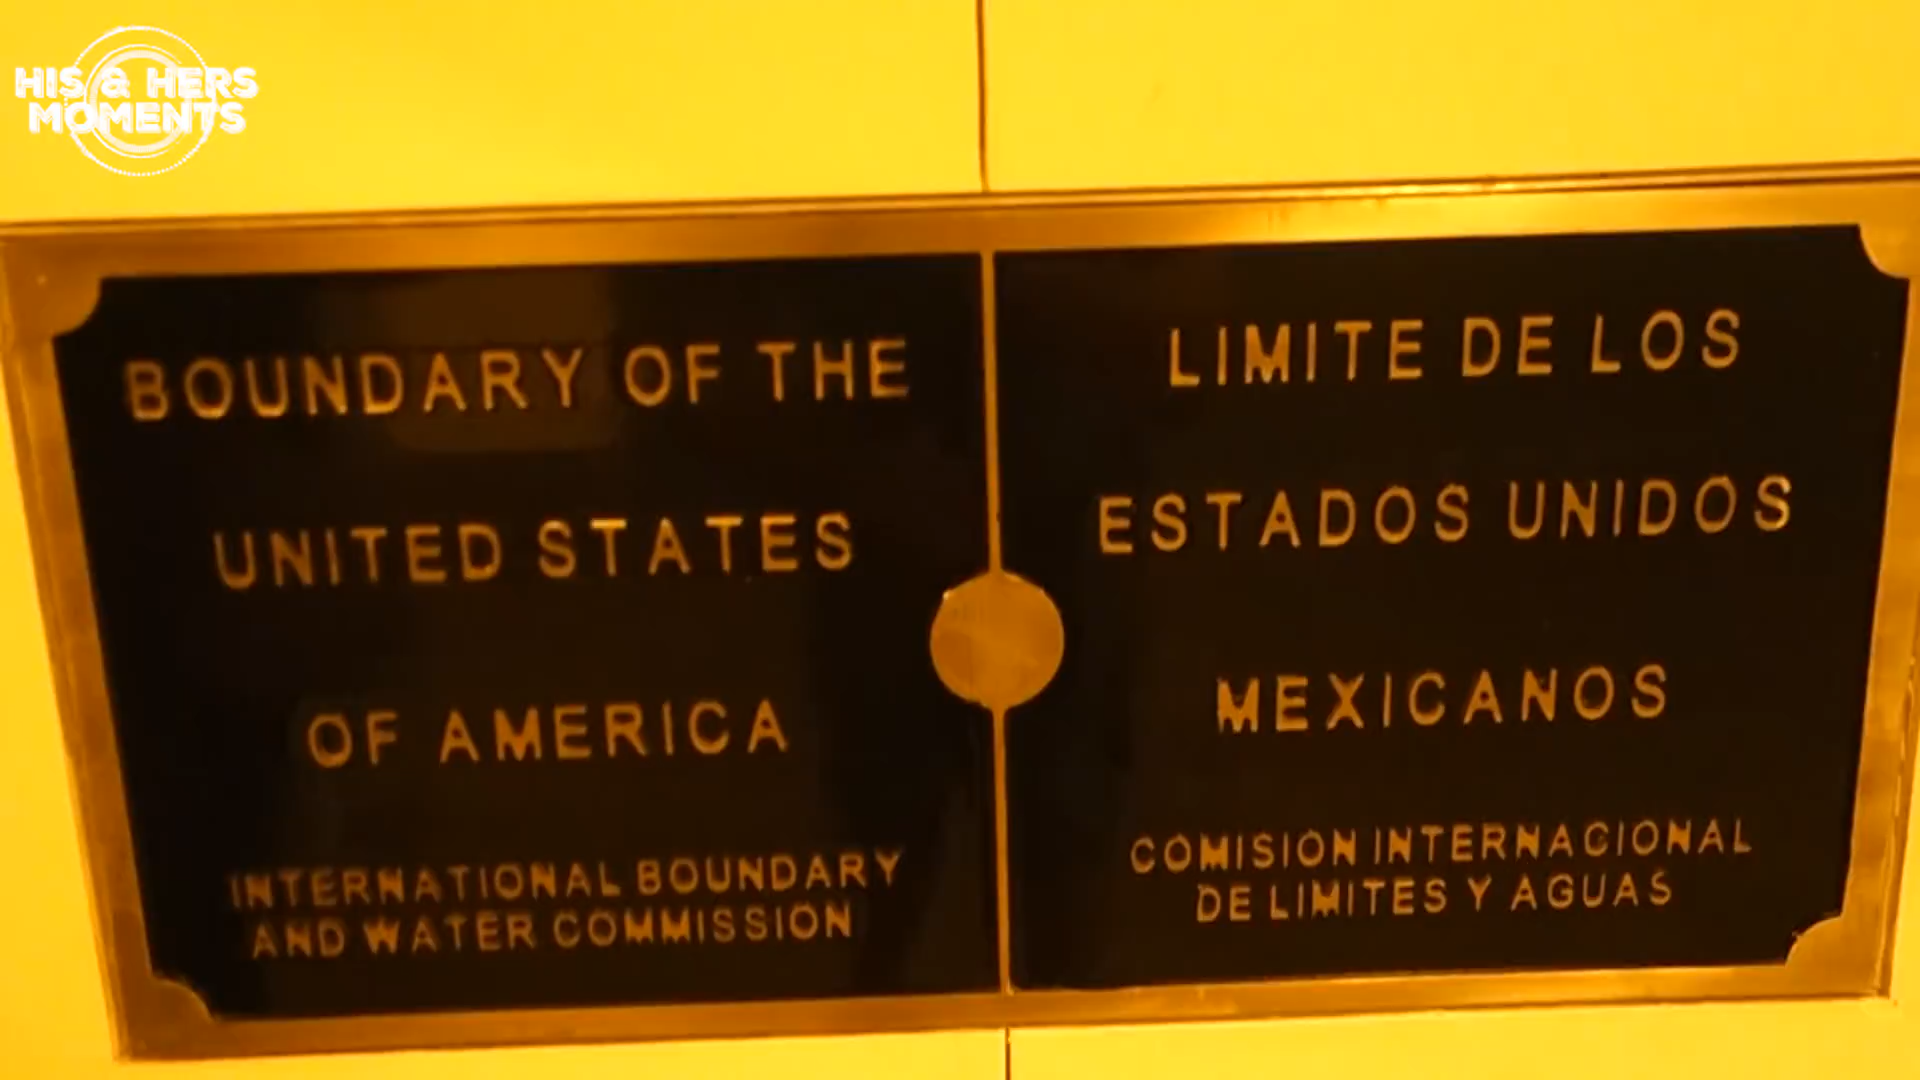 HIS & HERS
MOMENTS
BOUNDARY OF THE
UNITED STATES
OF AMERICA
INTERNATIONAL BOUNDARY
AND WATER COMMISSION
LIMITE DE LOS
ESTADOS UNIDOS
MEXICANOS
COMISION INTERNACIONAL
DE LIMITES Y AGUAS